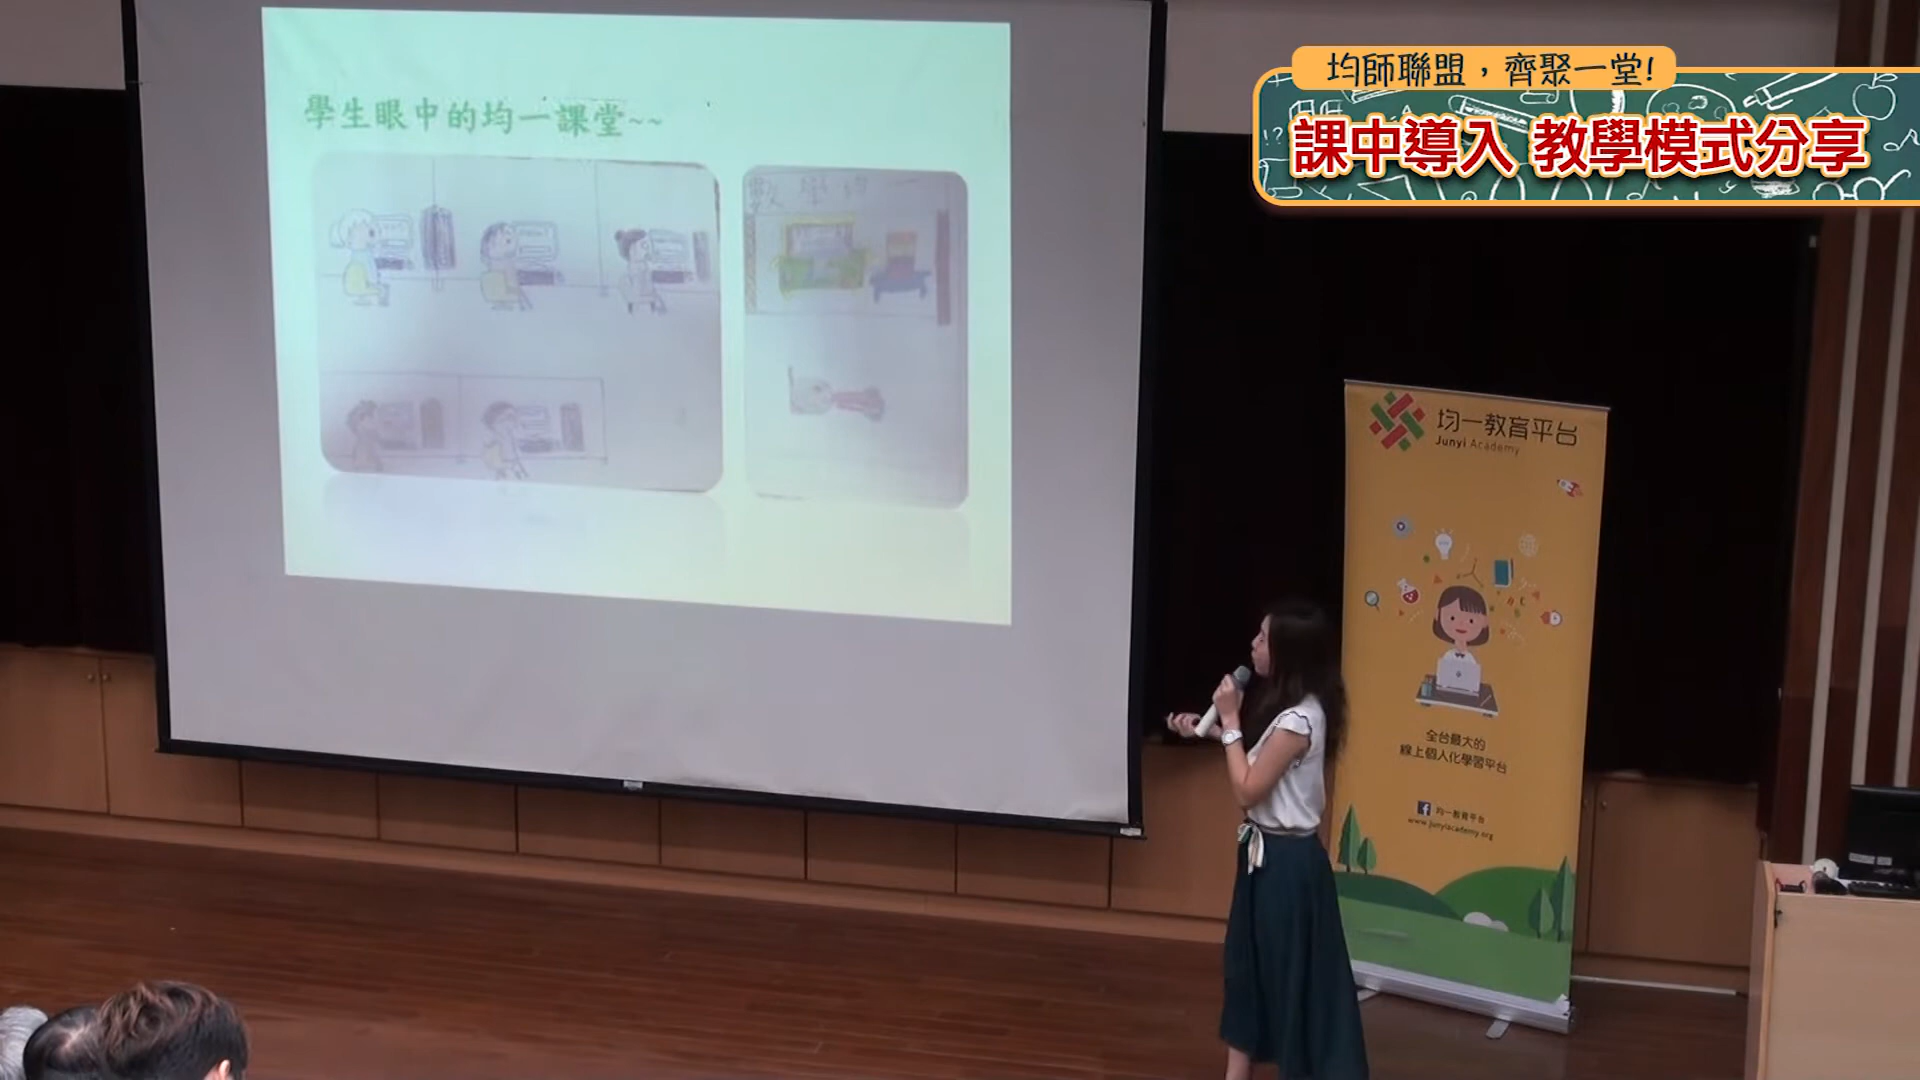 學生眼中的均一課堂~~
數學課
均師聯盟，齊聚一堂!
課中導入 教學模式分享
均一教育平台
Junyi Academy
全台最大的
線上個人化學習平台
均一教育平台
www.junyiacademy.org